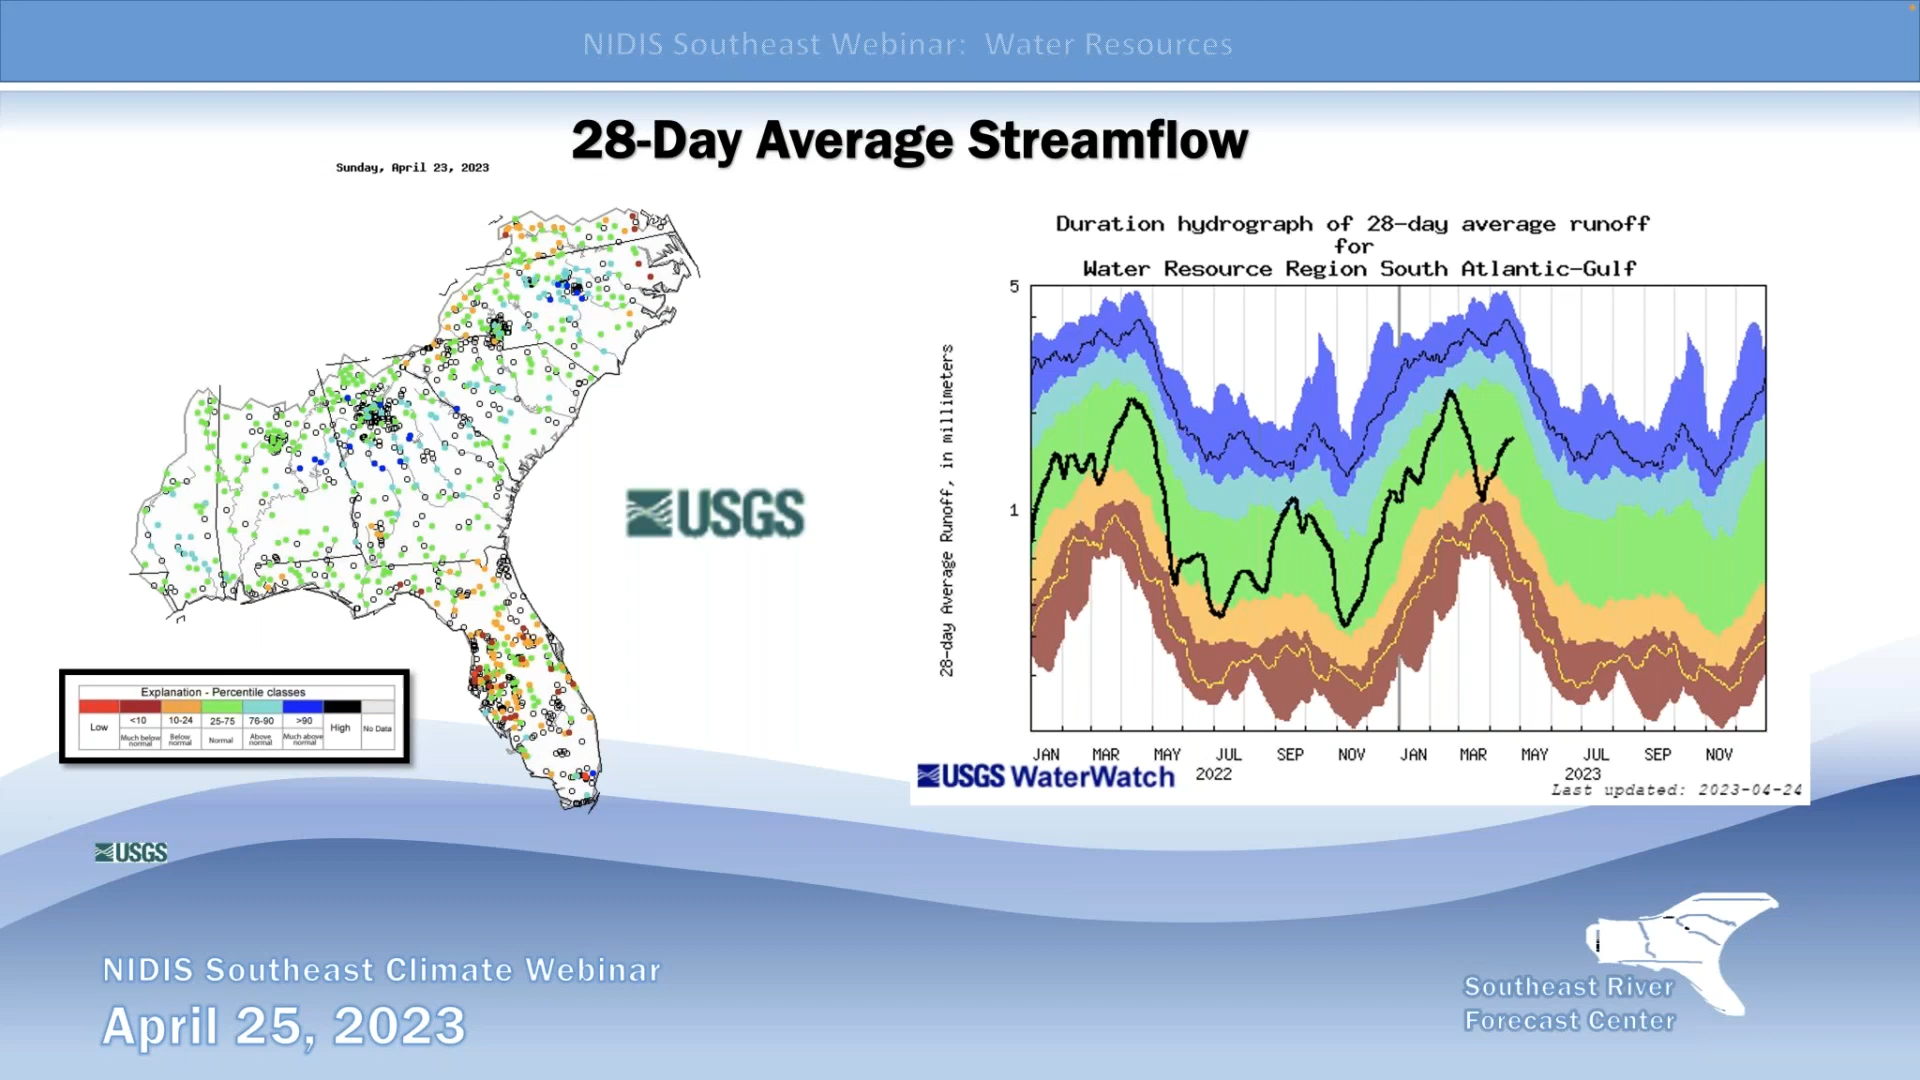 NIDIS Southeast Webinar: Water Resources
28-Day Average Streamflow
Sunday, April 23, 2023
USGS
Explanation - Percentile classes
Low
<10
10-24
25-75
76-90
>90
High
No Data
Much below normal
Below normal
Normal
Above normal
Much above normal
Duration hydrograph of 28-day average runoff
for
Water Resource Region South Atlantic-Gulf
28-day Average Runoff, in millimeters
5
1
JAN MAR MAY JUL SEP NOV JAN MAR MAY JUL SEP NOV
USGS WaterWatch
2022
2023
Last updated: 2023-04-24
USGS
NIDIS Southeast Climate Webinar
April 25, 2023
Southeast River
Forecast Center